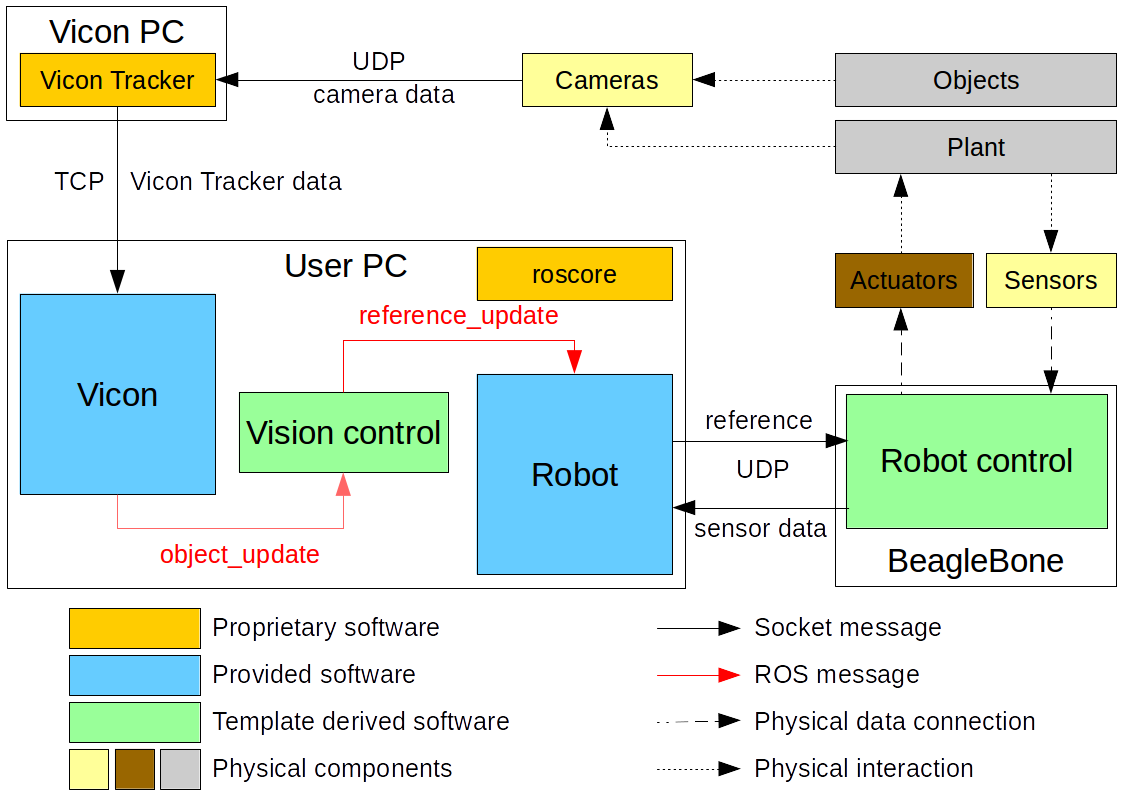 Vicon PC
Vicon Tracker
UDP
camera data
Cameras
Objects
Plant
TCP
Vicon Tracker data
User PC
roscore
Actuators
Sensors
reference_update
Vicon
Vision control
Robot
reference
UDP
sensor data
Robot control
BeagleBone
object_update
Proprietary software
Socket message
Provided software
ROS message
Template derived software
Physical data connection
Physical components
Physical interaction